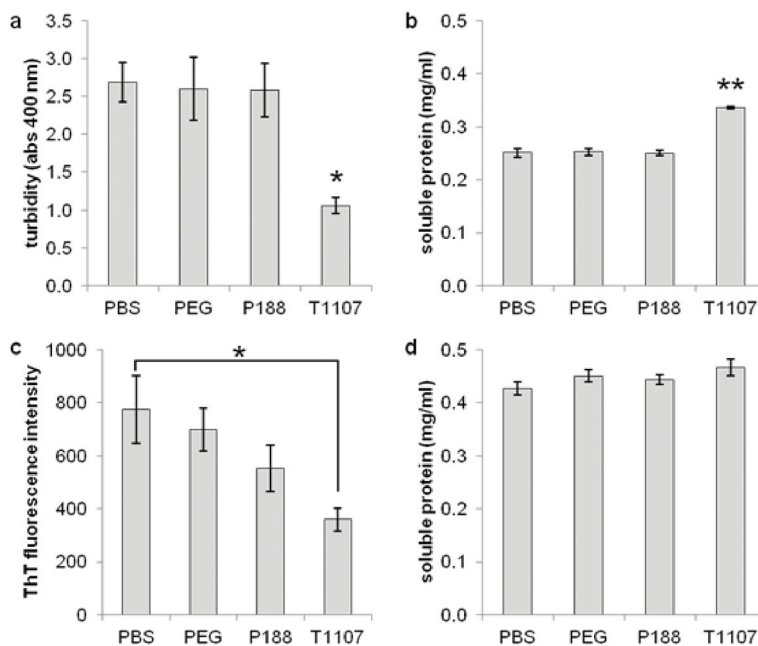 a
turbidity (abs 400 nm)
3.5
3.0
2.5
2.0
1.5
1.0
0.5
0.0
*
PBS PEG P188 T1107
b
soluble protein (mg/ml)
0.5
0.4
0.3
0.2
0.1
0.0
**
PBS PEG P188 T1107
c
ThT fluorescence intensity
1000
800
600
400
200
0
*
PBS PEG P188 T1107
d
soluble protein (mg/ml)
0.5
0.4
0.5
0.2
0.1
0.0
PBS PEG P188 T1107